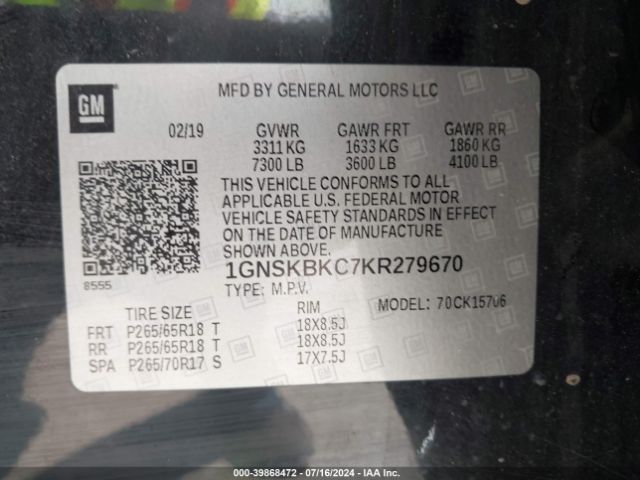 GM
MFD BY GENERAL MOTORS LLC
02/19 GVWR GAWR FRT GAWR RR
3311 KG 1633 KG 1860 KG
7300 LB 3600 LB 4100 LB
THIS VEHICLE CONFORMS TO ALL
APPLICABLE U.S. FEDERAL MOTOR
VEHICLE SAFETY STANDARDS IN EFFECT
ON THE DATE OF MANUFACTURE
SHOWN ABOVE.
8555
1GNSKBKC7KR279670
TYPE: M.P.V. MODEL: 70CK15706
TIRE SIZE RIM
FRT P265/65R18 T 18X8.5J
RR P265/65R18 T 18X8.5J
SPA P265/70R17 S 17X7.5J
000-39868472 / 07/16/2024 - IAA Inc.